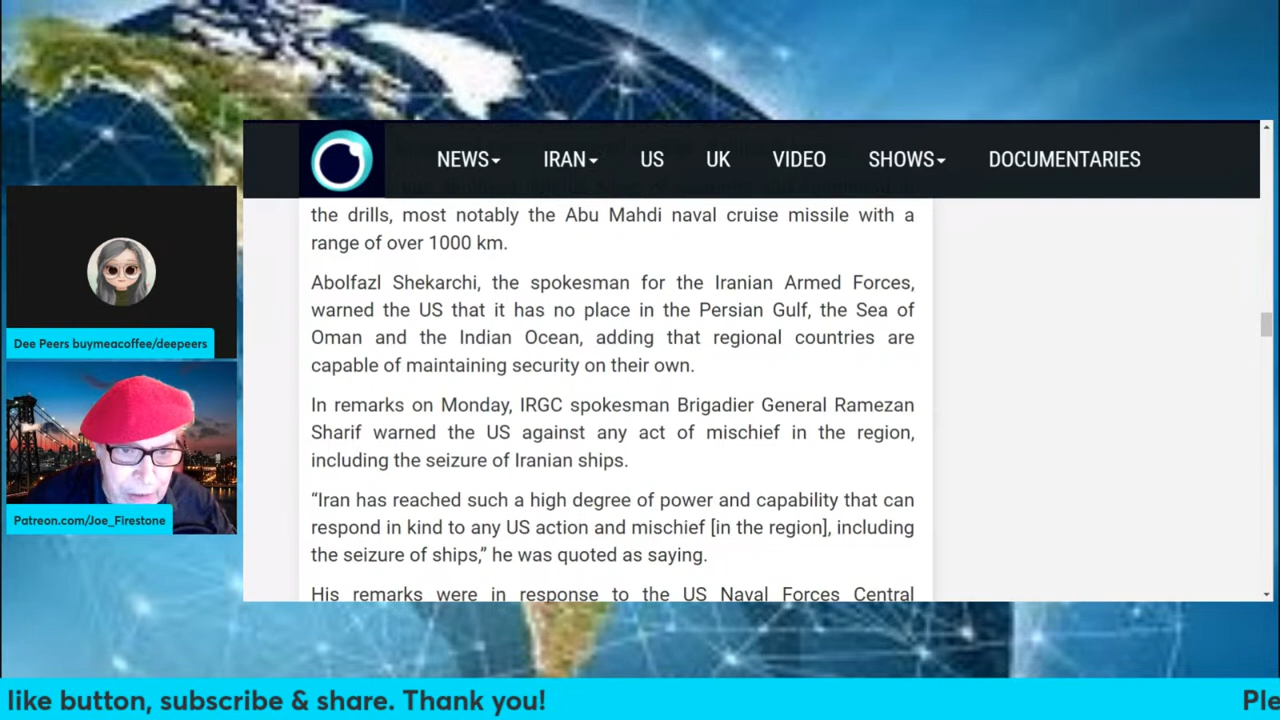 NEWS IRAN US UK VIDEO SHOWS DOCUMENTARIES
the drills, most notably the Abu Mahdi naval cruise missile with a
range of over 1000 km.
Abolfazl Shekarchi, the spokesman for the Iranian Armed Forces,
warned the US that it has no place in the Persian Gulf, the Sea of
Oman and the Indian Ocean, adding that regional countries are
capable of maintaining security on their own.
In remarks on Monday, IRGC spokesman Brigadier General Ramezan
Sharif warned the US against any act of mischief in the region,
including the seizure of Iranian ships.
“Iran has reached such a high degree of power and capability that can
respond in kind to any US action and mischief [in the region], including
the seizure of ships,” he was quoted as saying.
His remarks were in response to the US Naval Forces Central
Dee Peers buymeacoffee/deepeers
Patreon.com/Joe_Firestone
like button, subscribe & share. Thank you! Ple